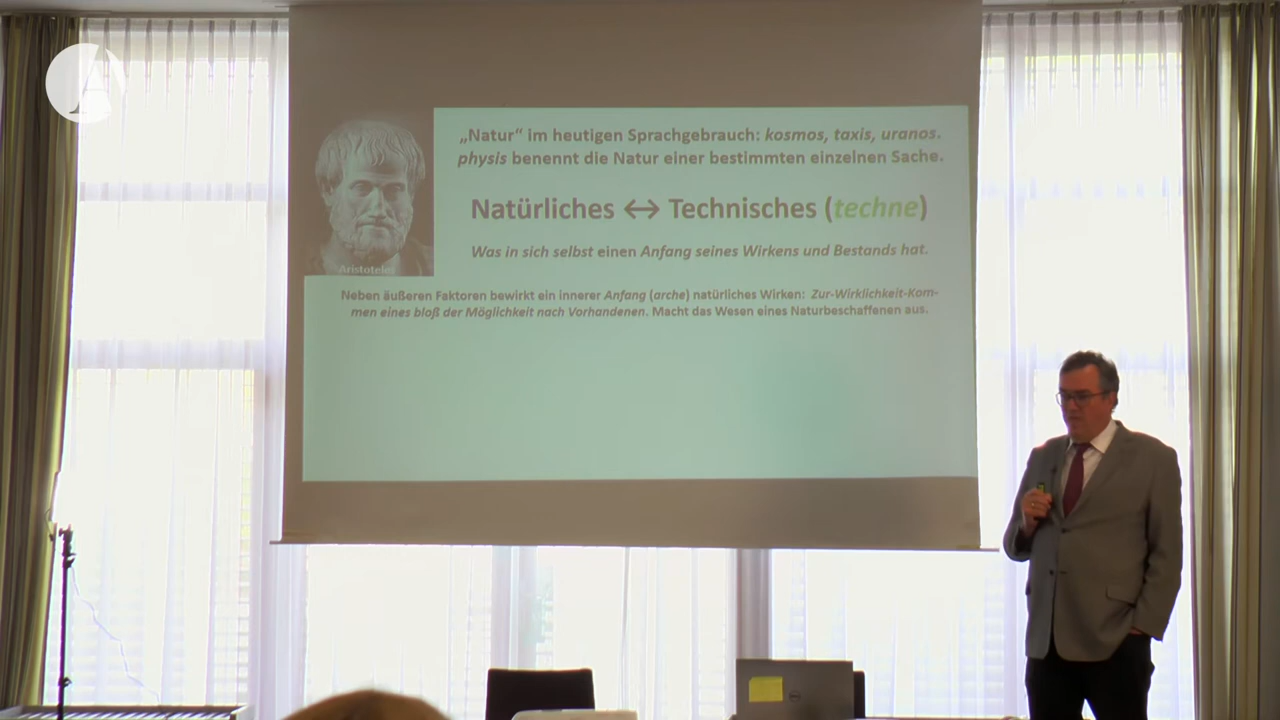 A
„Natur“ im heutigen Sprachgebrauch: kosmos, taxis, uranos.
physis benennt die Natur einer bestimmten einzelnen Sache.
Natürliches ↔ Technisches (techne)
Was in sich selbst einen Anfang seines Wirkens und Bestands hat.
Aristoteles
Neben äußeren Faktoren bewirkt ein innerer Anfang (arche) natürliches Wirken: Zur-Wirklichkeit-Kom-
men eines bloß der Möglichkeit nach Vorhandenen. Macht das Wesen eines Naturbeschaffenen aus.
DELL